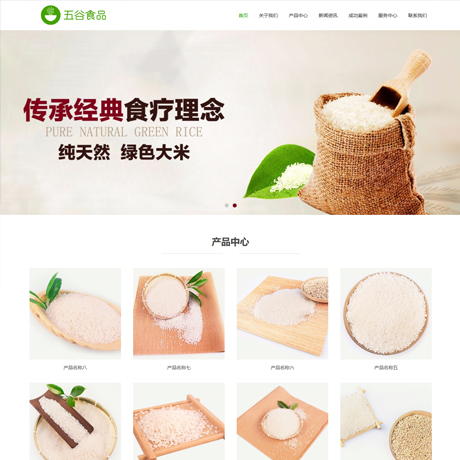 五谷食品
首页 关于我们 产品中心 新闻资讯 成功案例 服务中心 联系我们
传承经典食疗理念
PURE NATURAL GREEN RICE
纯天然 绿色大米
产品中心
产品名称八 产品名称七 产品名称六 产品名称五